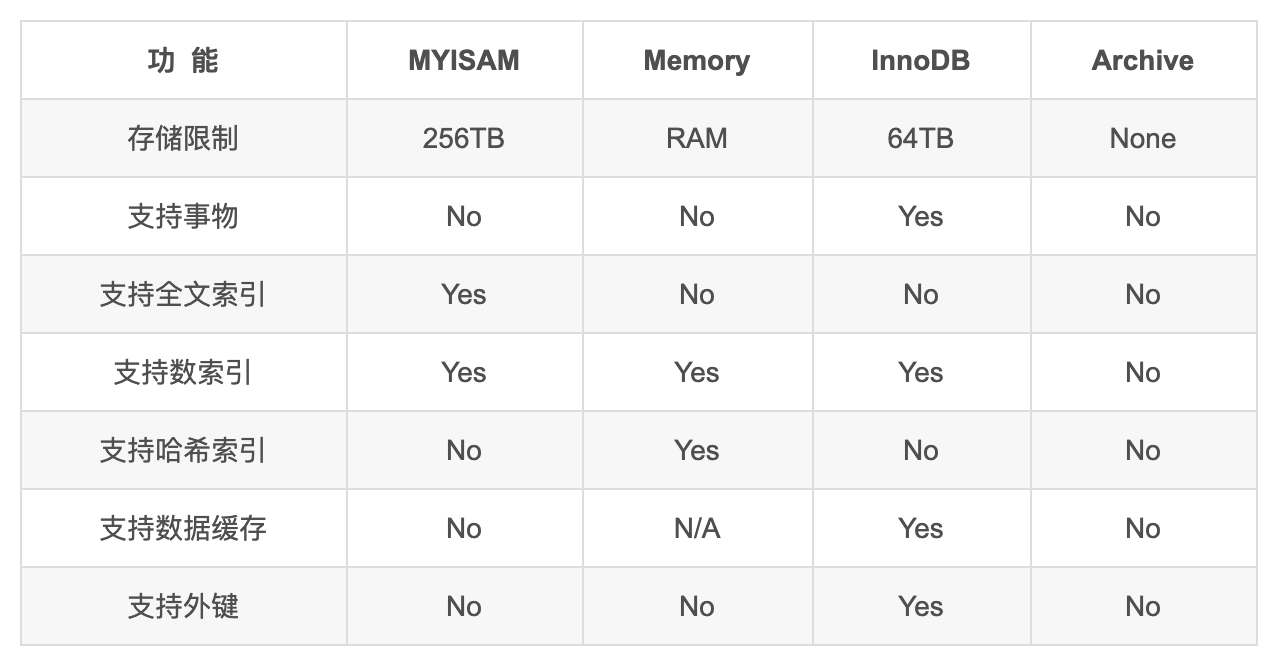 功 能 MYISAM Memory InnoDB Archive
存储限制 256TB RAM 64TB None
支持事物 No No Yes No
支持全文索引 Yes No No No
支持数索引 Yes Yes Yes No
支持哈希索引 No Yes No No
支持数据缓存 No N/A Yes No
支持外键 No No Yes No